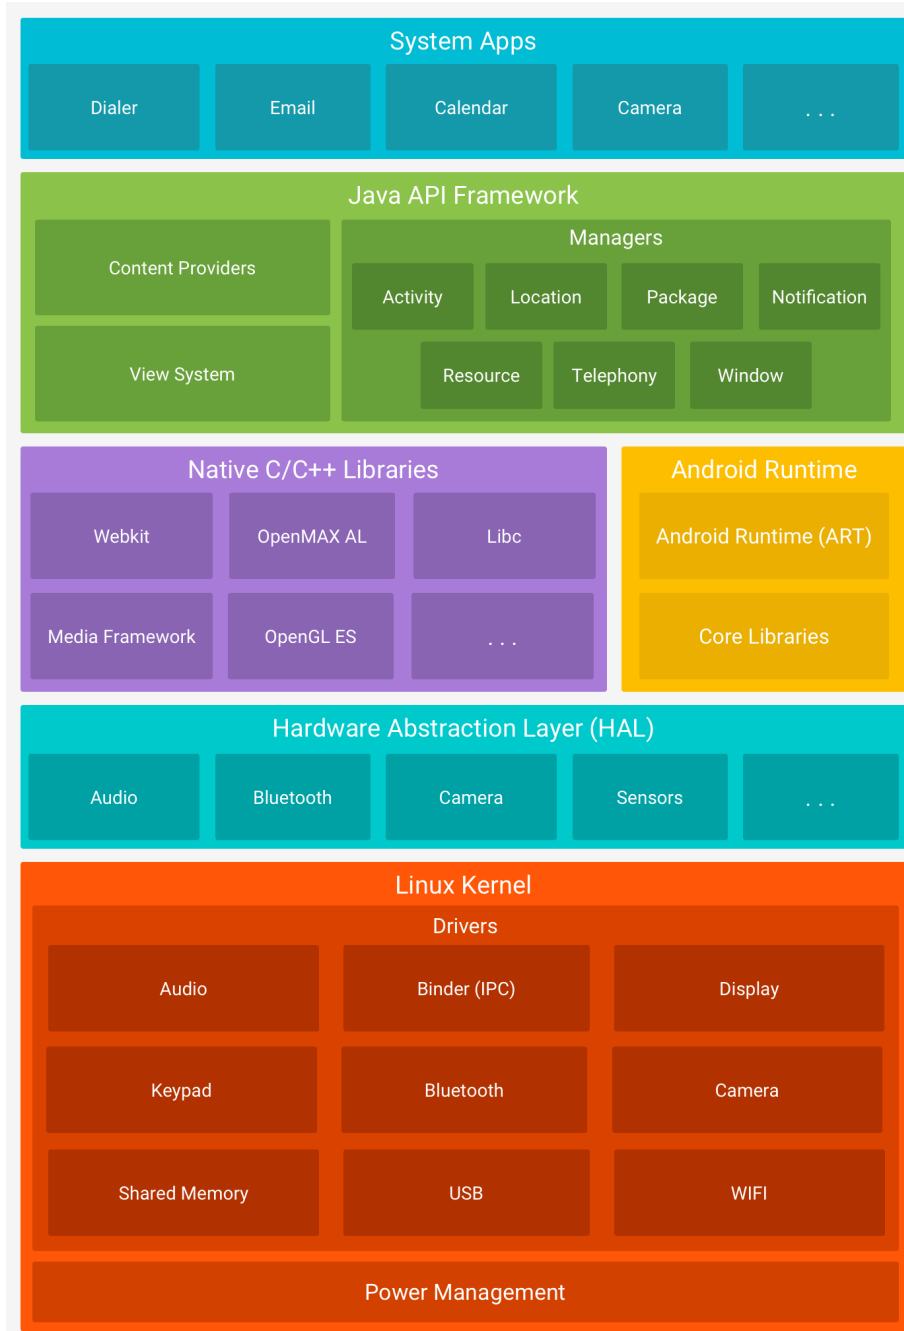 System Apps
Dialer
Email
Calendar
Camera
. . .
Java API Framework
Content Providers
View System
Managers
Activity
Location
Package
Notification
Resource
Telephony
Window
Native C/C++ Libraries
Webkit
OpenMAX AL
Libc
Media Framework
OpenGL ES
. . .
Android Runtime
Android Runtime (ART)
Core Libraries
Hardware Abstraction Layer (HAL)
Audio
Bluetooth
Camera
Sensors
. . .
Linux Kernel
Drivers
Audio
Binder (IPC)
Display
Keypad
Bluetooth
Camera
Shared Memory
USB
WIFI
Power Management